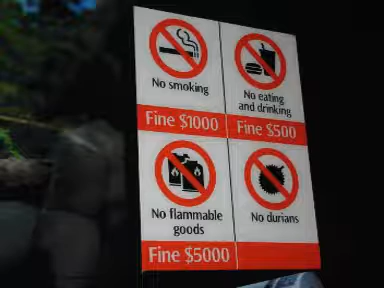 No smoking
Fine $1000
No eating
and drinking
Fine $500
No flammable
goods
Fine $5000
No durians